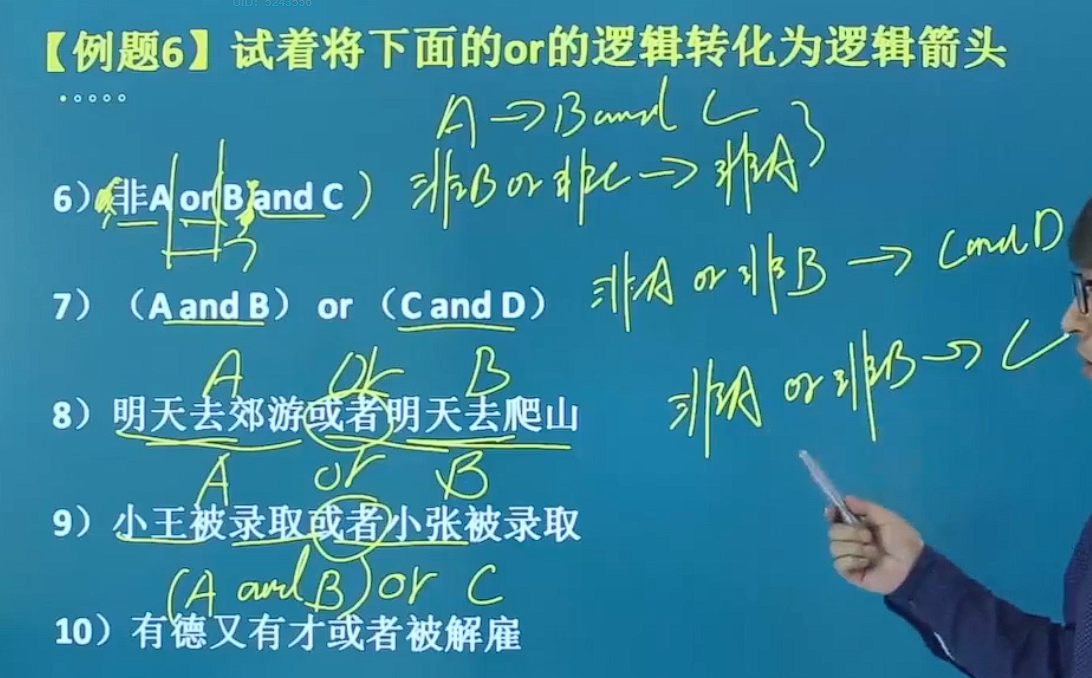 UID: 5243556
【例题6】试着将下面的or的逻辑转化为逻辑箭头
A → B and C
6）（非A or（B and C） 非B or 非C → 非A
非A or 非B → C and D
7）（A and B） or （C and D）
A or B
非A or 非B → C
8）明天去郊游或者明天去爬山
A or B
9）小王被录取或者小张被录取
(A and B) or C
10）有德又有才或者被解雇